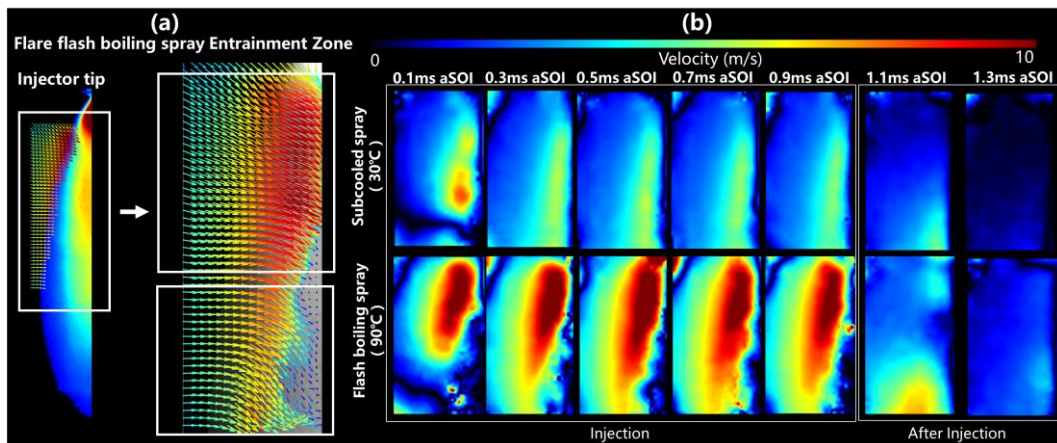 (a)
Flare flash boiling spray Entrainment Zone
Injector tip
(b)
0
Velocity (m/s)
10
0.1ms aSOI
0.3ms aSOI
0.5ms aSOI
0.7ms aSOI
0.9ms aSOI
1.1ms aSOI
1.3ms aSOI
Subcooled spray
( 30℃)
Flash boiling spray
( 90℃)
Injection
After Injection